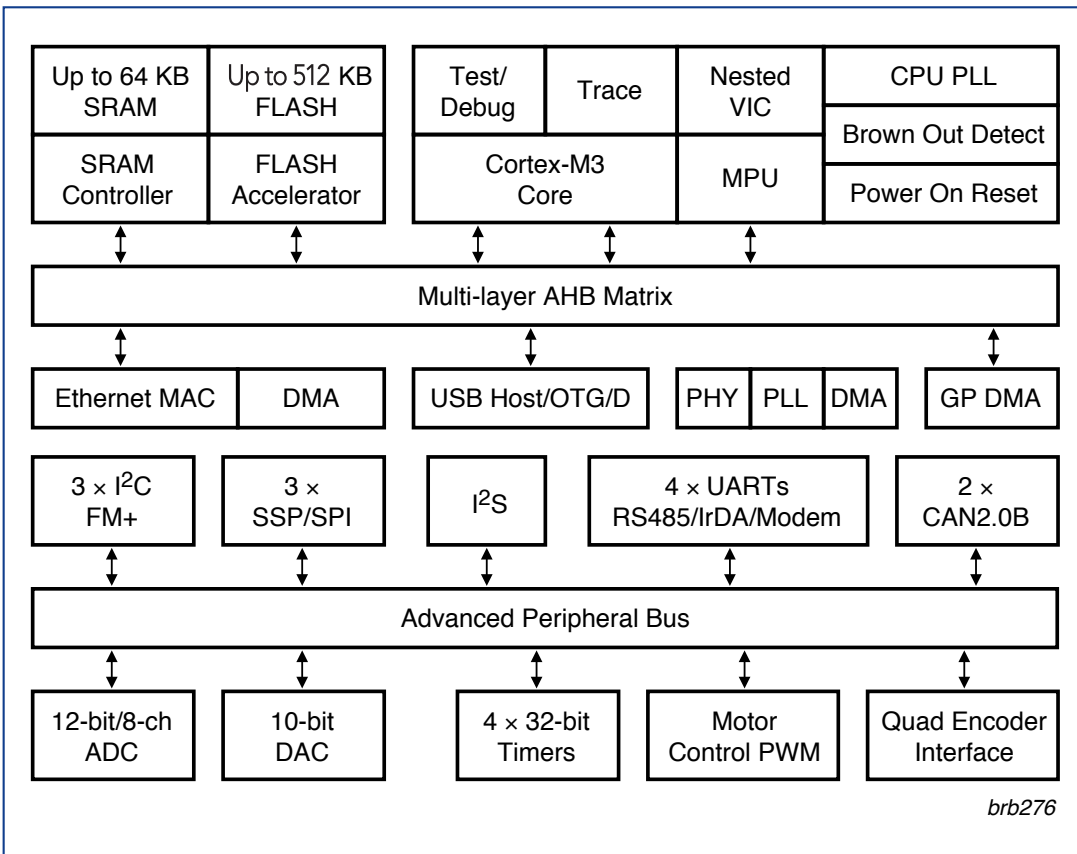 Up to 64 KB
SRAM
Up to 512 KB
FLASH
Test/
Debug
Trace
Nested
VIC
CPU PLL
Brown Out Detect
SRAM
Controller
FLASH
Accelerator
Cortex-M3
Core
MPU
Power On Reset
Multi-layer AHB Matrix
Ethernet MAC
DMA
USB Host/OTG/D
PHY
PLL
DMA
GP DMA
3 × I²C
FM+
3 ×
SSP/SPI
I²S
4 × UARTs
RS485/IrDA/Modem
2 ×
CAN2.0B
Advanced Peripheral Bus
12-bit/8-ch
ADC
10-bit
DAC
4 × 32-bit
Timers
Motor
Control PWM
Quad Encoder
Interface
brb276